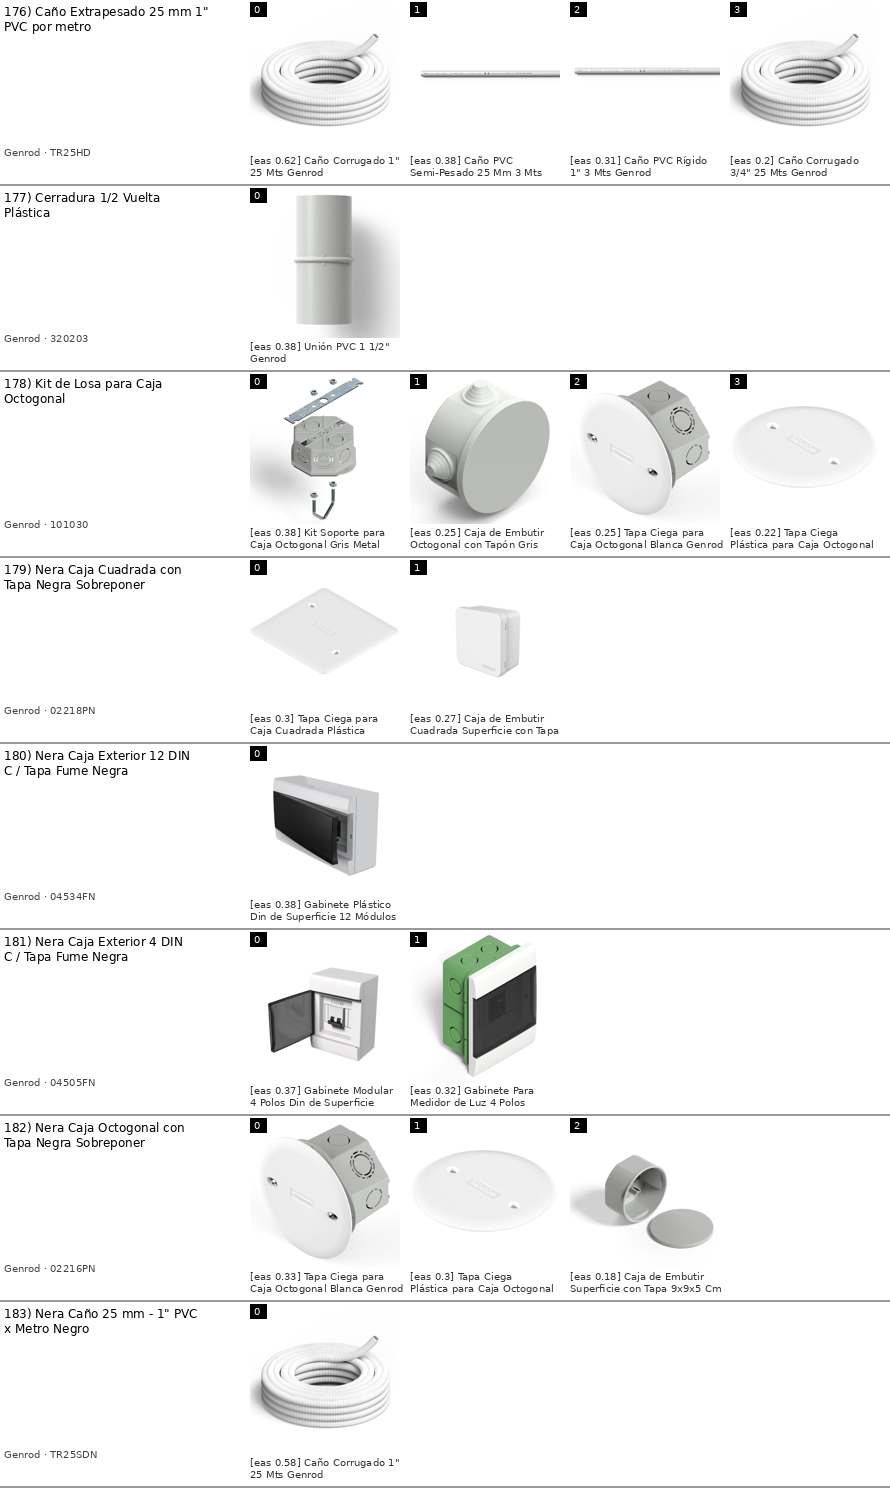 176) Caño Extrapesado 25 mm 1"
PVC por metro
Genrod · TR25HD
0
[eas 0.62] Caño Corrugado 1"
25 Mts Genrod
1
[eas 0.38] Caño PVC
Semi-Pesado 25 Mm 3 Mts
2
[eas 0.31] Caño PVC Rígido
1" 3 Mts Genrod
3
[eas 0.2] Caño Corrugado
3/4" 25 Mts Genrod
177) Cerradura 1/2 Vuelta
Plástica
Genrod · 320203
0
[eas 0.38] Unión PVC 1 1/2"
Genrod
178) Kit de Losa para Caja
Octogonal
Genrod · 101030
0
[eas 0.38] Kit Soporte para
Caja Octogonal Gris Metal
1
[eas 0.25] Caja de Embutir
Octogonal con Tapón Gris
2
[eas 0.25] Tapa Ciega para
Caja Octogonal Blanca Genrod
3
[eas 0.22] Tapa Ciega
Plástica para Caja Octogonal
179) Nera Caja Cuadrada con
Tapa Negra Sobreponer
Genrod · 02218PN
0
[eas 0.3] Tapa Ciega para
Caja Cuadrada Plástica
1
[eas 0.27] Caja de Embutir
Cuadrada Superficie con Tapa
180) Nera Caja Exterior 12 DIN
C / Tapa Fume Negra
Genrod · 04534FN
0
[eas 0.38] Gabinete Plástico
Din de Superficie 12 Módulos
181) Nera Caja Exterior 4 DIN
C / Tapa Fume Negra
Genrod · 04505FN
0
[eas 0.37] Gabinete Modular
4 Polos Din de Superficie
1
[eas 0.32] Gabinete Para
Medidor de Luz 4 Polos
182) Nera Caja Octogonal con
Tapa Negra Sobreponer
Genrod · 02216PN
0
[eas 0.33] Tapa Ciega para
Caja Octogonal Blanca Genrod
1
[eas 0.3] Tapa Ciega
Plástica para Caja Octogonal
2
[eas 0.18] Caja de Embutir
Superficie con Tapa 9x9x5 Cm
183) Nera Caño 25 mm - 1" PVC
x Metro Negro
Genrod · TR25SDN
0
[eas 0.58] Caño Corrugado 1"
25 Mts Genrod